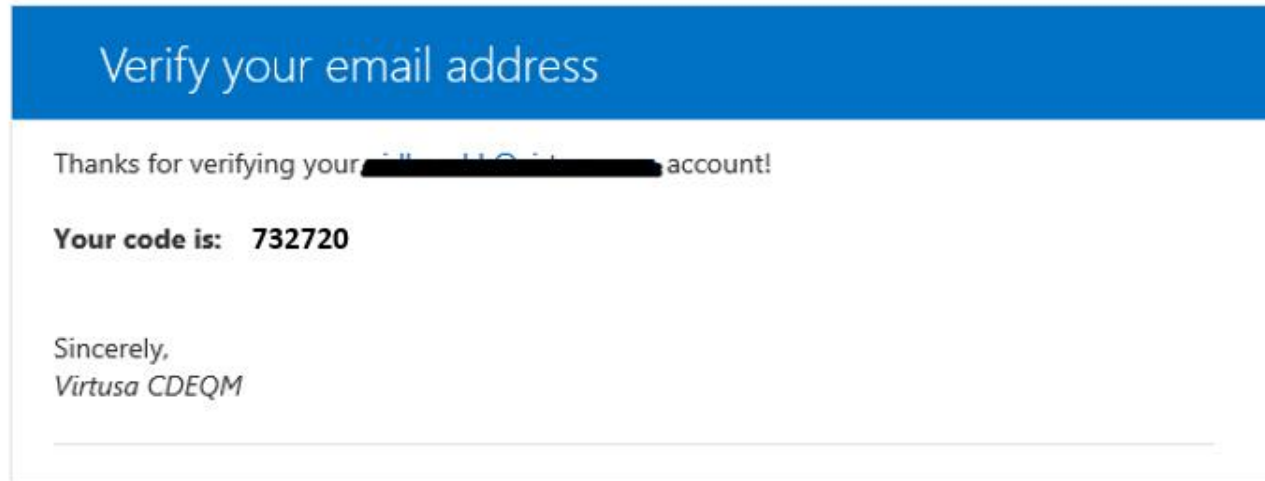 Verify your email address
Thanks for verifying your account!
Your code is: 732720
Sincerely,
Virtusa CDEQM